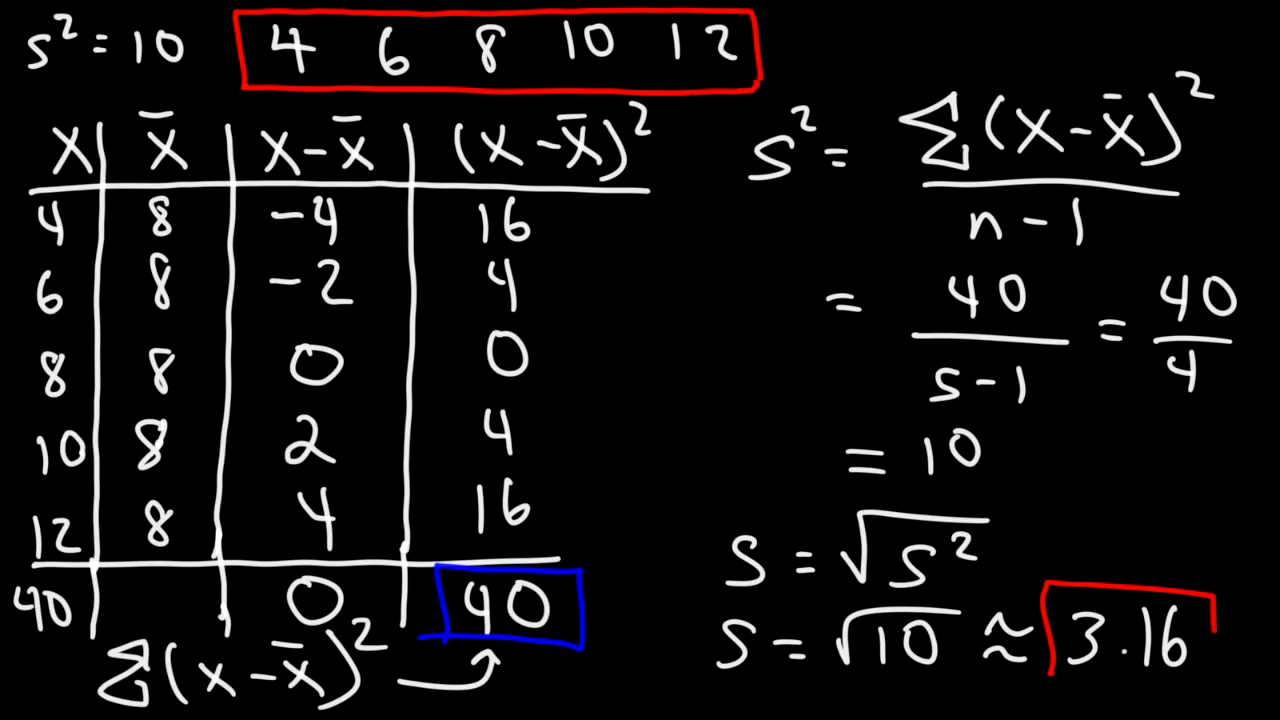 s² = 10 4 6 8 10 12
x x̄ x-x̄ (x-x̄)²
4 8 -4 16
6 8 -2 4
8 8 0 0
10 8 2 4
12 8 4 16
40 0 40
Σ(x-x̄)²
s² = Σ(x-x̄)² / n-1
= 40 / 5-1 = 40 / 4
= 10
s = √s²
s = √10 ≈ 3.16